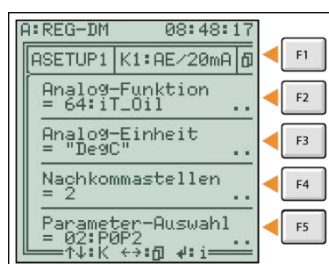 A:REG-DM 08:48:17
ASETUP1 K1:AE/20mA
F1
Analog-Funktion
= 64:iT_Oil ..
F2
Analog-Einheit
= "DegC" ..
F3
Nachkommastellen
= 2 ..
F4
Parameter-Auswahl
= 02:P0P2 ..
F5
↑↓:K ←→: ↲:i